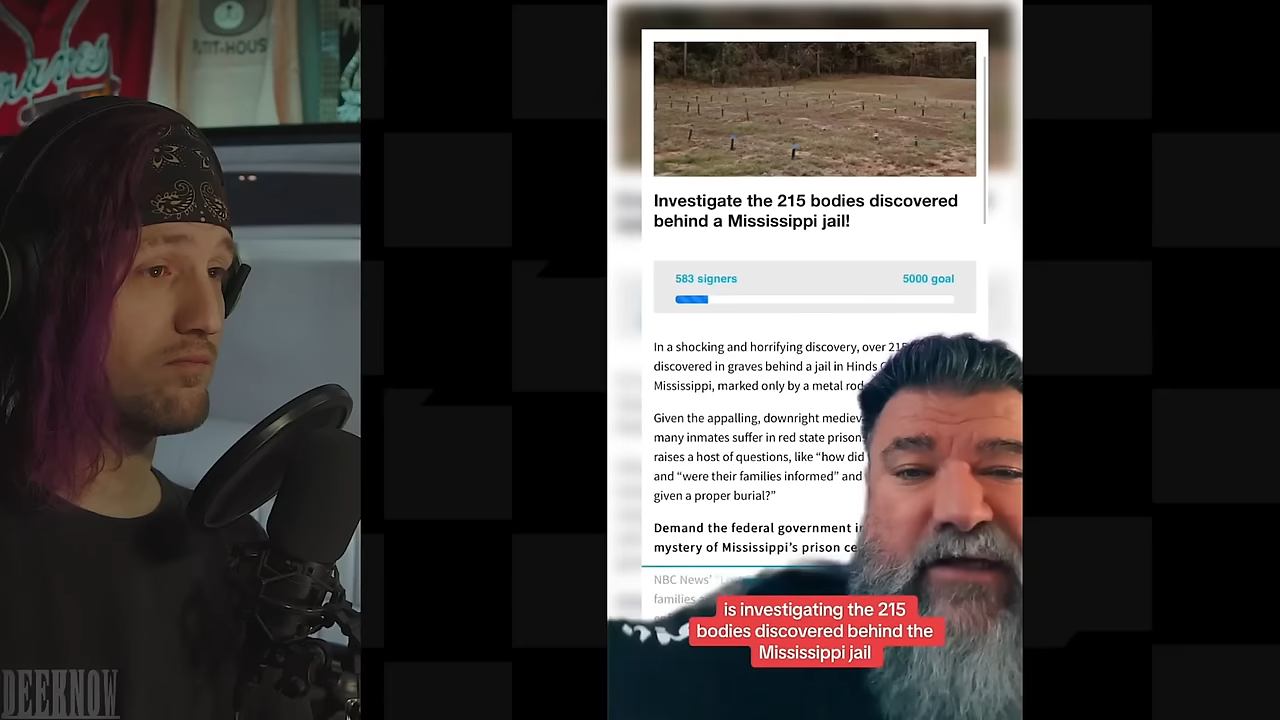 Braves
Investigate the 215 bodies discovered
behind a Mississippi jail!
583 signers
5000 goal
In a shocking and horrifying discovery, over 215
discovered in graves behind a jail in Hinds
Mississippi, marked only by a metal rod
Given the appalling, downright
many inmates suffer in red state prison
raises a host of questions, like “how did
and “were their families informed” and
given a proper burial?”
Demand the federal government
mystery of Mississippi’s prison
NBC News’
families
is investigating the 215
bodies discovered behind the
Mississippi jail
DEEKNOW